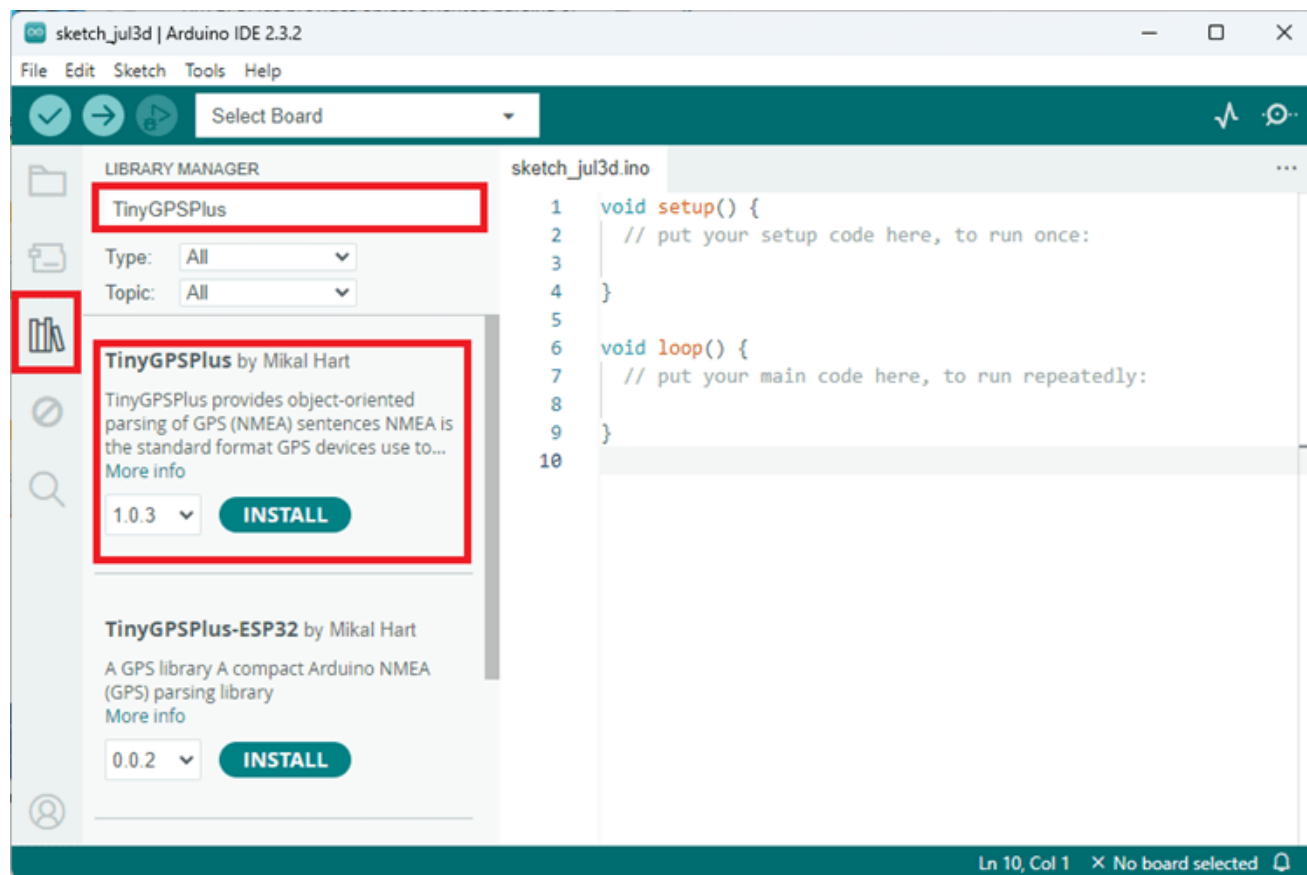 sketch_jul3d | Arduino IDE 2.3.2
File Edit Sketch Tools Help
Select Board
LIBRARY MANAGER
TinyGPSPlus
Type: All
Topic: All
TinyGPSPlus by Mikal Hart
TinyGPSPlus provides object-oriented
parsing of GPS (NMEA) sentences NMEA is
the standard format GPS devices use to...
More info
1.0.3 INSTALL
TinyGPSPlus-ESP32 by Mikal Hart
A GPS library A compact Arduino NMEA
(GPS) parsing library
More info
0.0.2 INSTALL
sketch_jul3d.ino
1 void setup() {
2 // put your setup code here, to run once:
3
4 }
5
6 void loop() {
7 // put your main code here, to run repeatedly:
8
9 }
10
Ln 10, Col 1 × No board selected